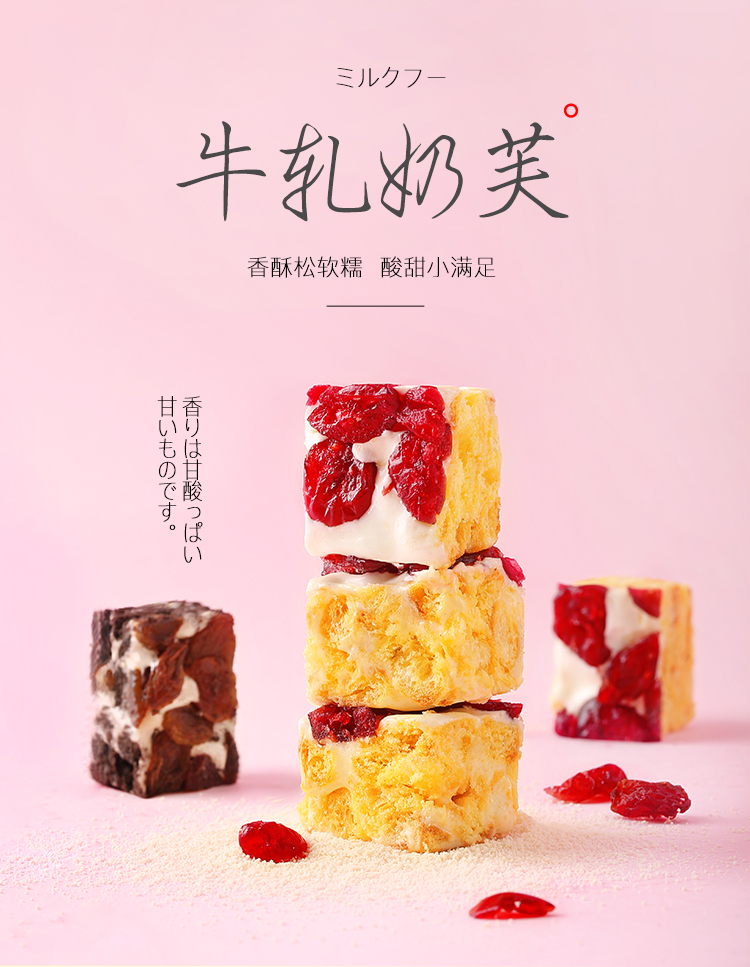 ミルクフー
牛轧奶芙
香酥松软糯 酸甜小满足
香りは甘酸っぱい
甘いものです。